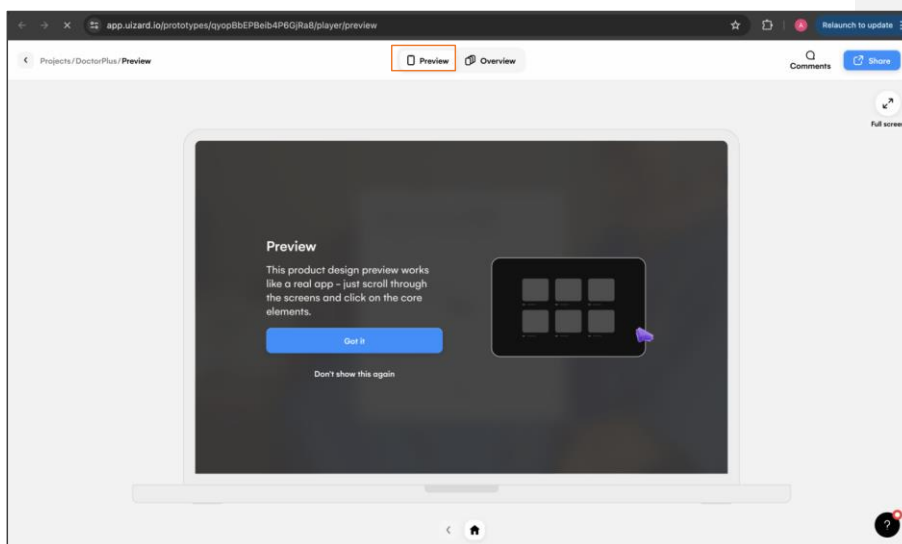 app.uizard.io/prototypes/qyopBbEPBeib4P6GjRa8/player/preview
Relaunch to update
Projects/DoctorPlus/Preview
Preview
Overview
Comments
Share
Full screen
Preview
This product design preview works
like a real app - just scroll through
the screens and click on the core
elements.
Got it
Don't show this again
?